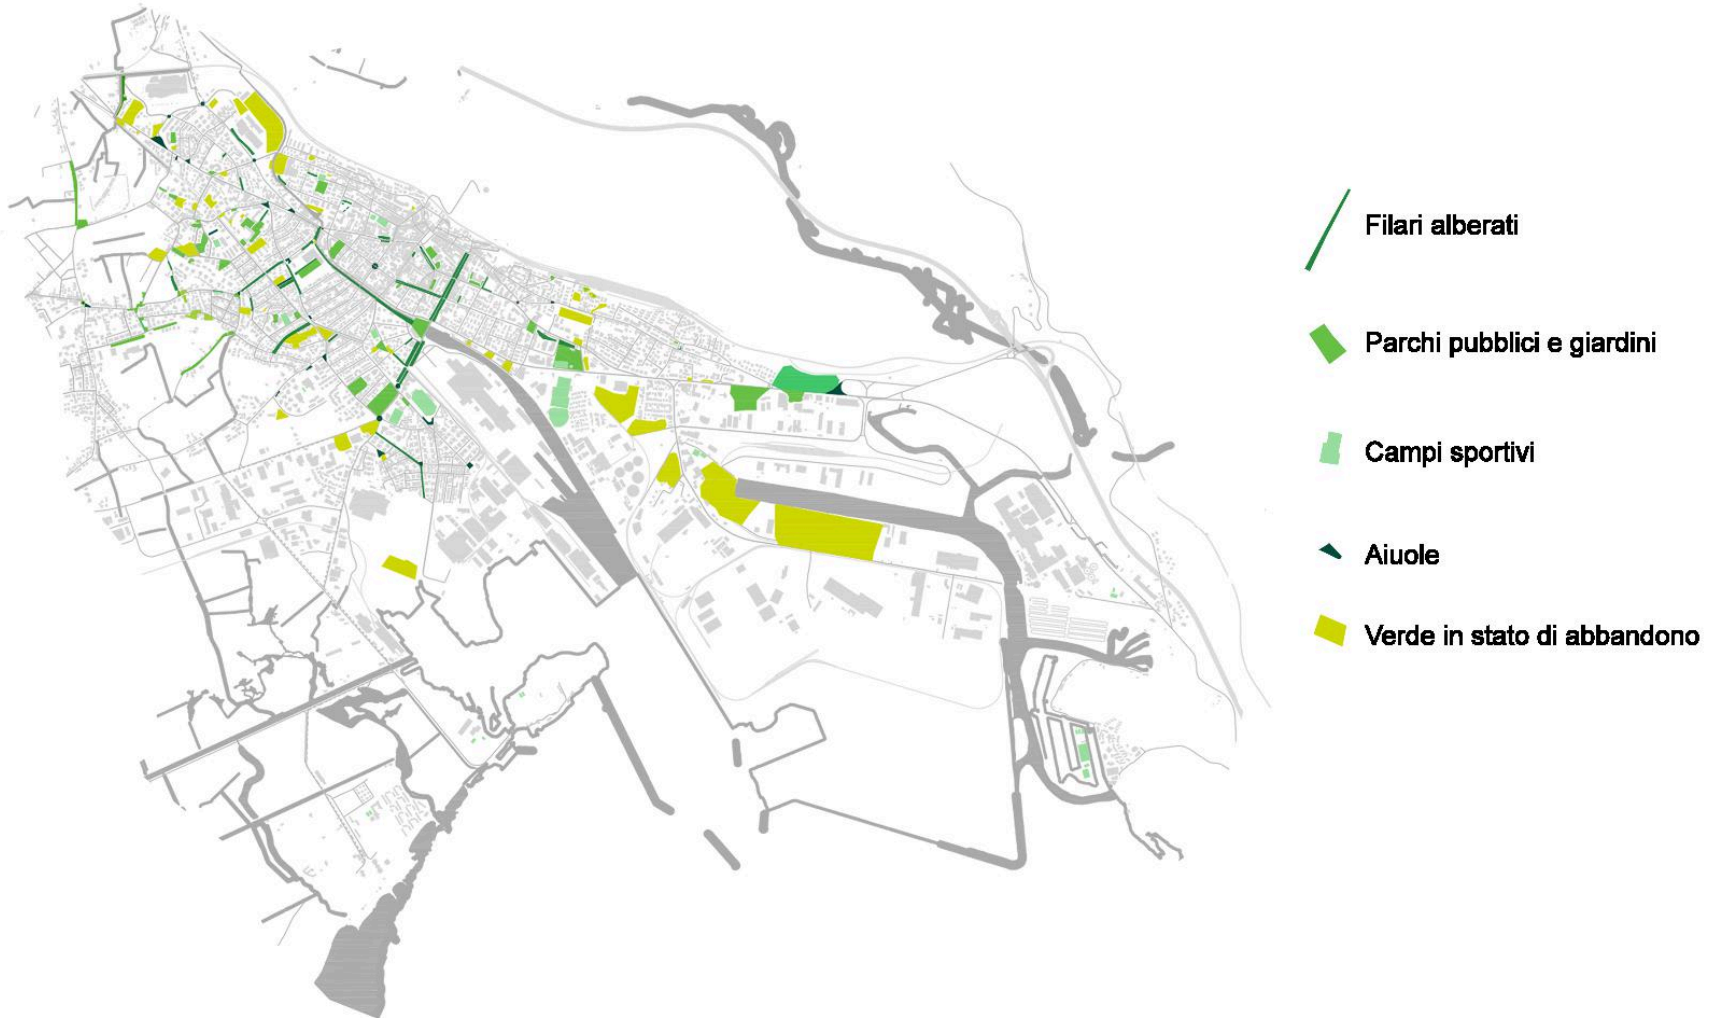 Filari alberati
Parchi pubblici e giardini
Campi sportivi
Aiuole
Verde in stato di abbandono